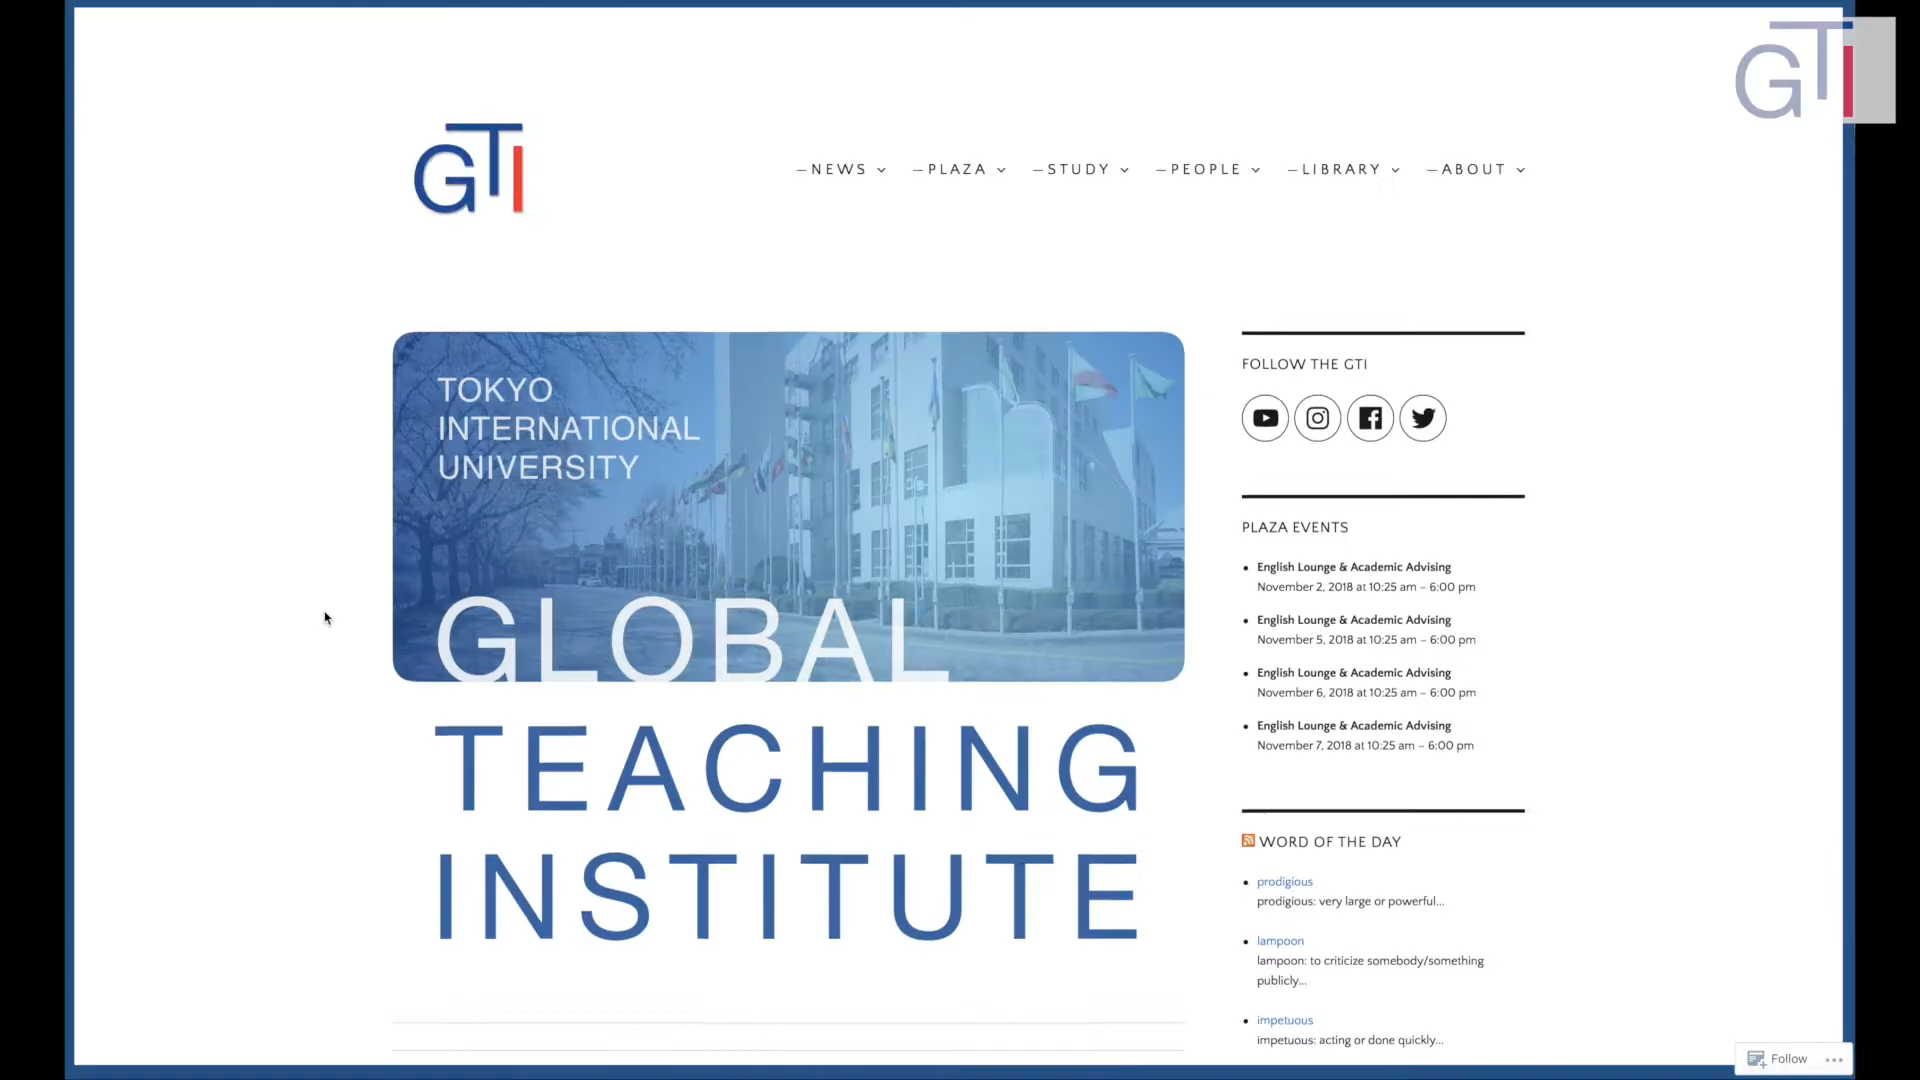 GTI
GTI
—NEWS
—PLAZA
—STUDY
—PEOPLE
—LIBRARY
—ABOUT
TOKYO
INTERNATIONAL
UNIVERSITY
GLOBAL
TEACHING
INSTITUTE
FOLLOW THE GTI
PLAZA EVENTS
English Lounge & Academic Advising
November 2, 2018 at 10:25 am – 6:00 pm
English Lounge & Academic Advising
November 5, 2018 at 10:25 am – 6:00 pm
English Lounge & Academic Advising
November 6, 2018 at 10:25 am – 6:00 pm
English Lounge & Academic Advising
November 7, 2018 at 10:25 am – 6:00 pm
WORD OF THE DAY
prodigious
prodigious: very large or powerful...
lampoon
lampoon: to criticize somebody/something
publicly...
impetuous
impetuous: acting or done quickly...
Follow